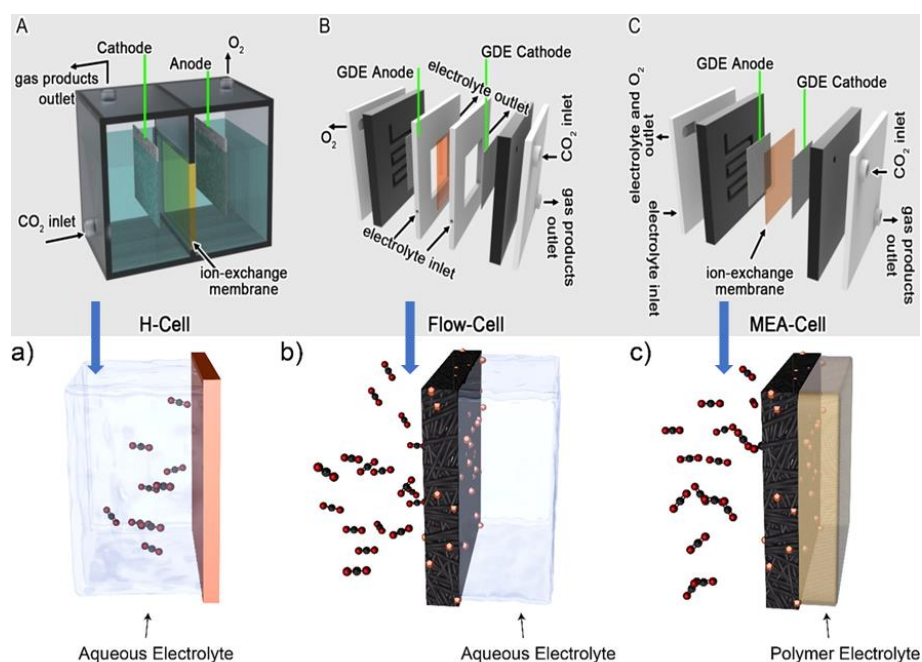 A
Cathode
O2
Anode
gas products
outlet
CO2 inlet
ion-exchange
membrane
H-Cell
B
GDE Cathode
GDE Anode
electrolyte outlet
O2
CO2 inlet
gas products
outlet
electrolyte inlet
Flow-Cell
C
GDE Anode
GDE Cathode
electrolyte and O2
outlet
electrolyte inlet
CO2 inlet
gas products
outlet
ion-exchange
membrane
MEA-Cell
a)
b)
c)
Aqueous Electrolyte
Aqueous Electrolyte
Polymer Electrolyte